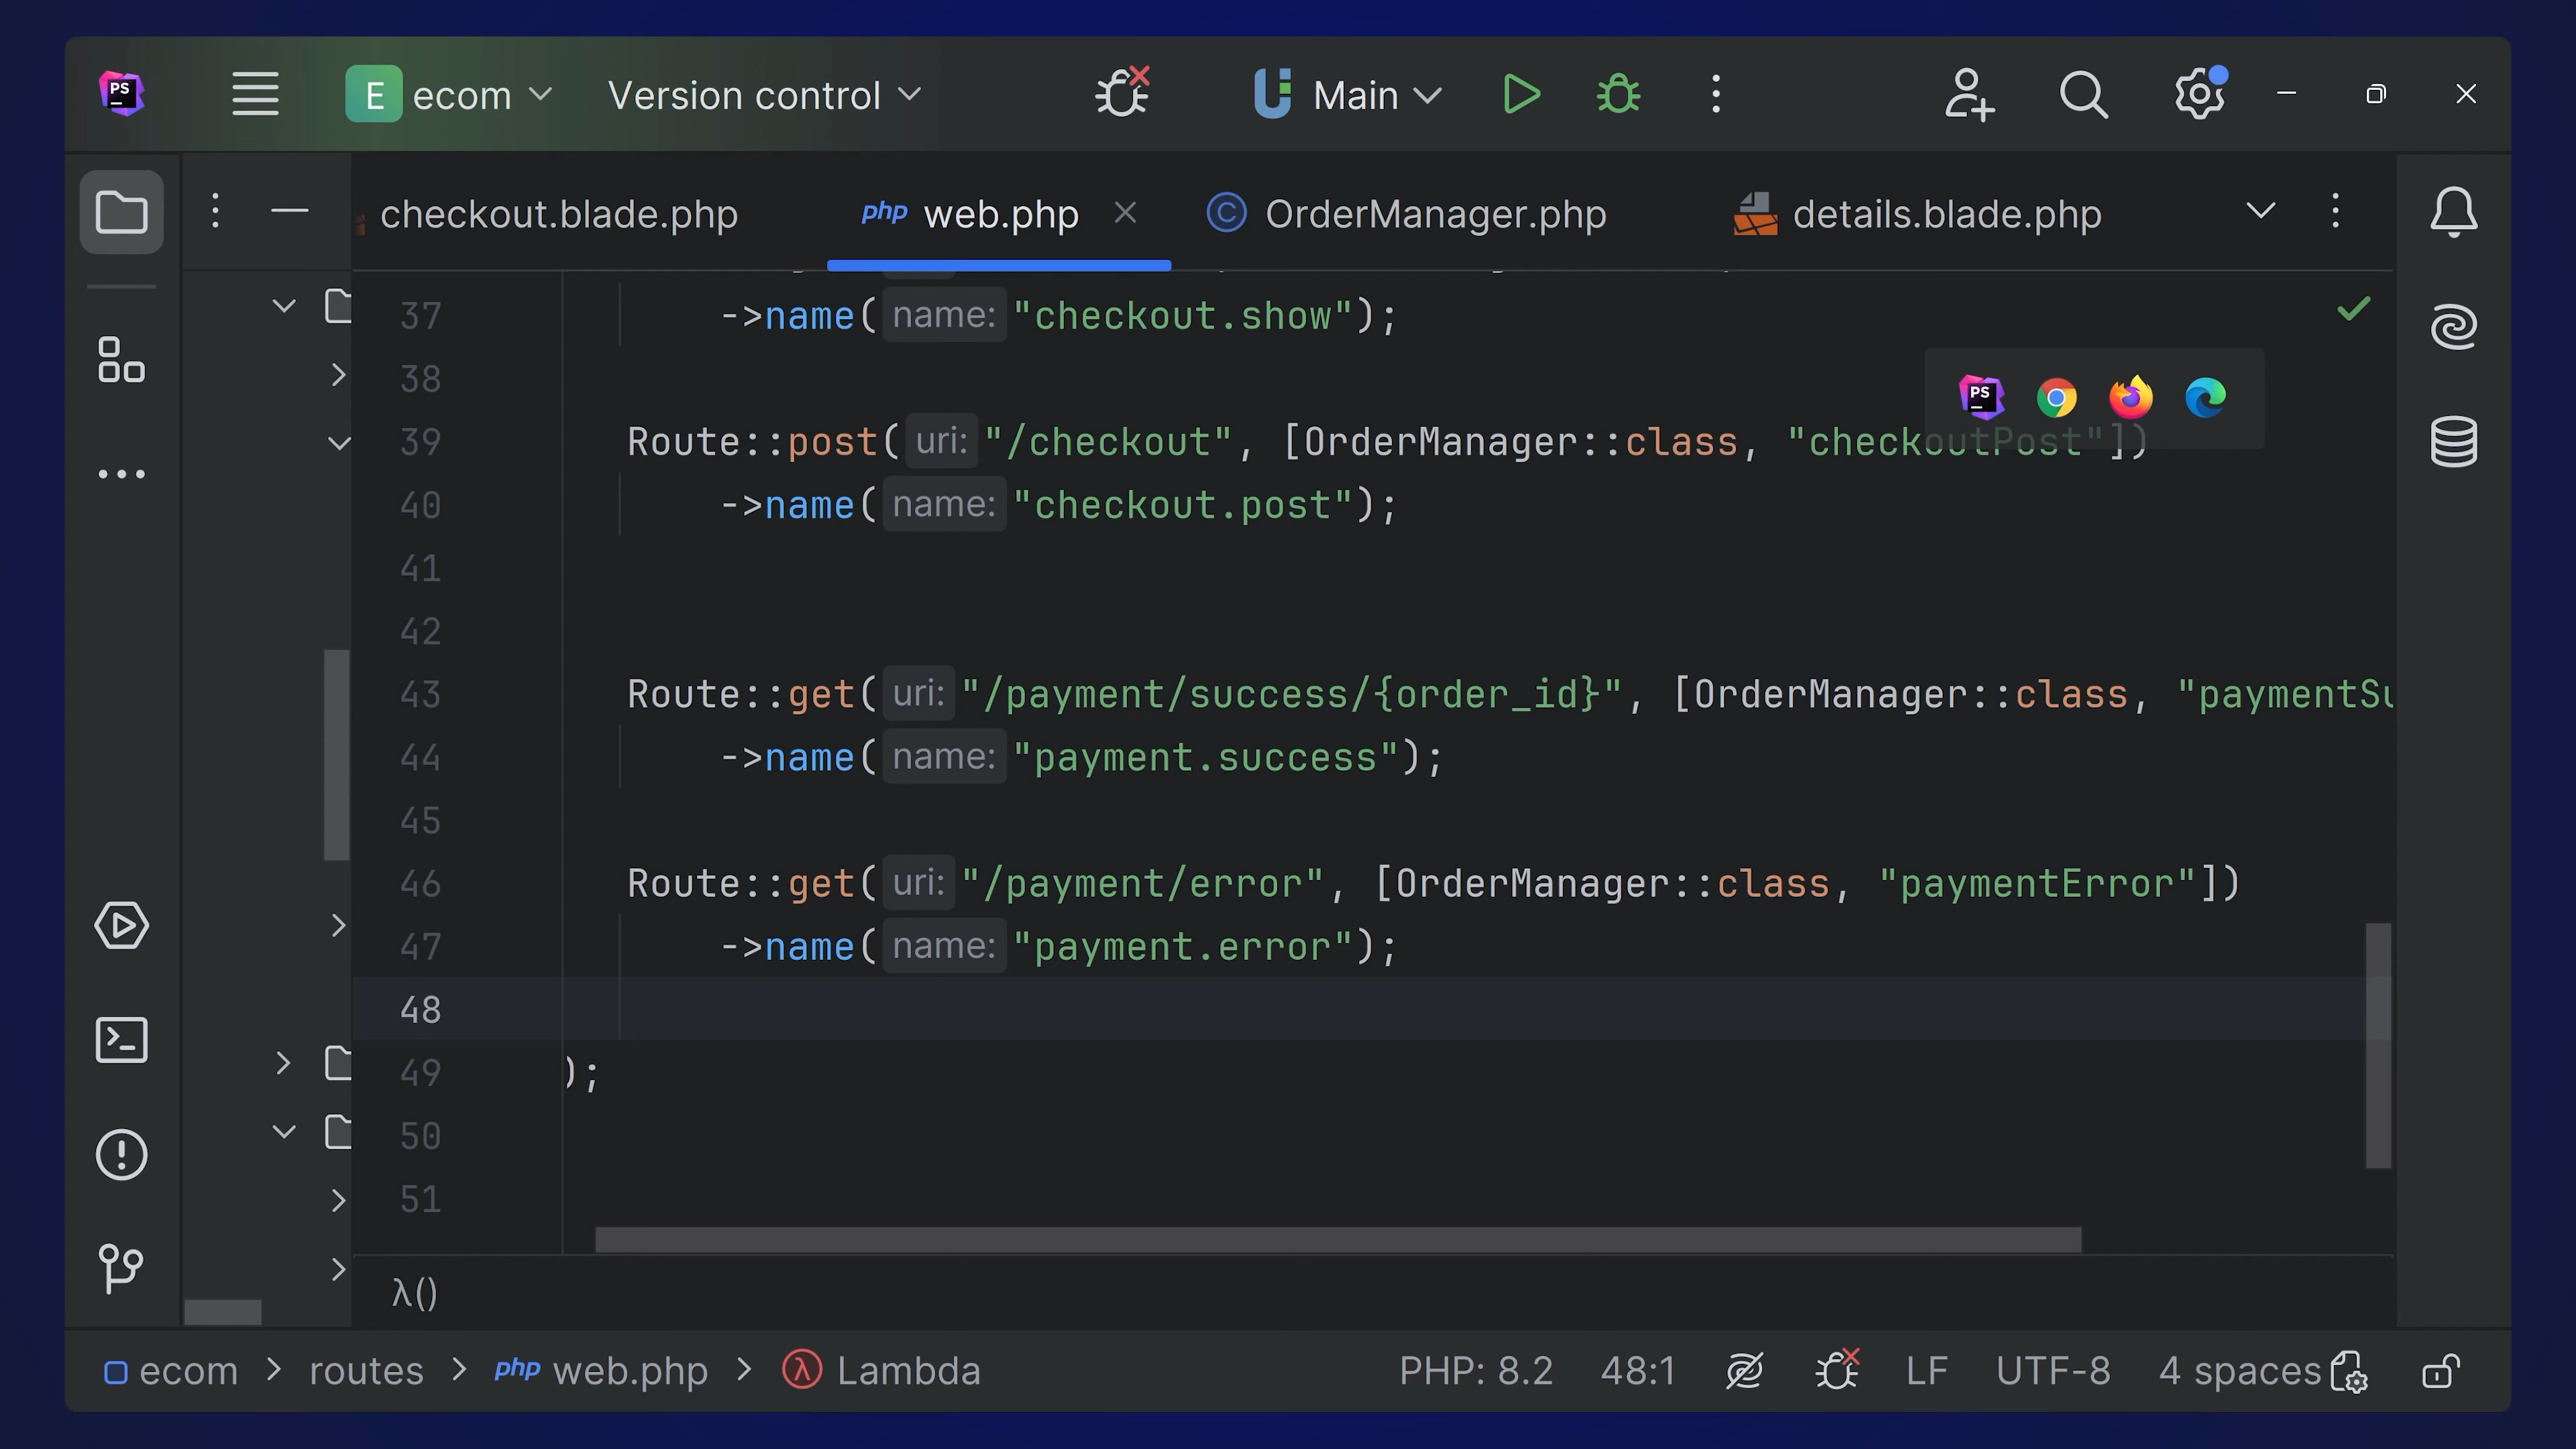 PS E ecom Version control Main
checkout.blade.php php web.php OrderManager.php details.blade.php
37 ->name( name: "checkout.show");
38
39 Route::post( uri: "/checkout", [OrderManager::class, "checkoutPost"])
40 ->name( name: "checkout.post");
41
42
43 Route::get( uri: "/payment/success/{order_id}", [OrderManager::class, "paymentSu
44 ->name( name: "payment.success");
45
46 Route::get( uri: "/payment/error", [OrderManager::class, "paymentError"])
47 ->name( name: "payment.error");
48
49 );
50
51
λ()
ecom > routes > php web.php > λ Lambda PHP: 8.2 48:1 LF UTF-8 4 spaces